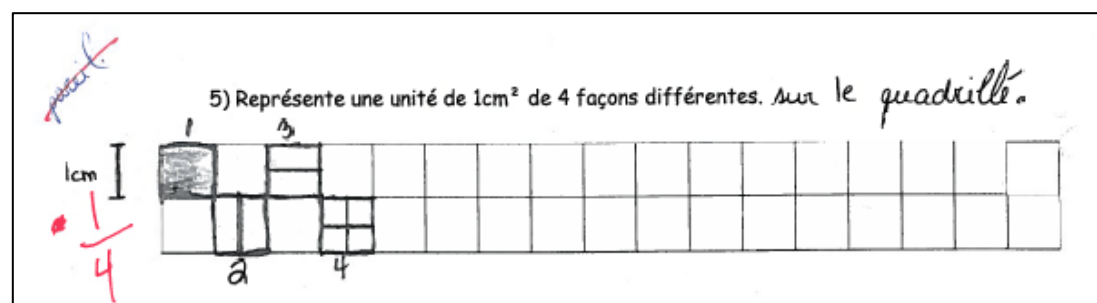 pareil.
5) Représente une unité de 1cm² de 4 façons différentes. sur le quadrillé.
1 3
1cm
2 4
1
4